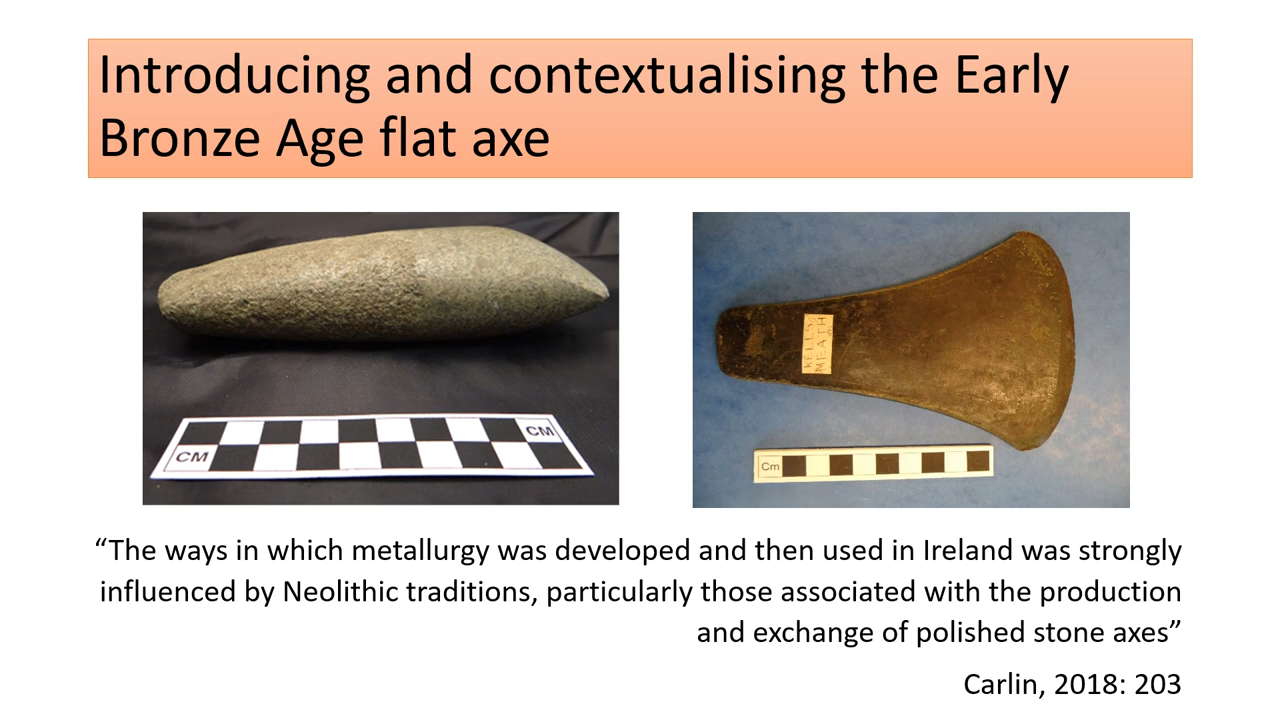 Introducing and contextualising the Early
Bronze Age flat axe
CM
CM
KELLS
MEATH
Cm
“The ways in which metallurgy was developed and then used in Ireland was strongly
influenced by Neolithic traditions, particularly those associated with the production
and exchange of polished stone axes”
Carlin, 2018: 203